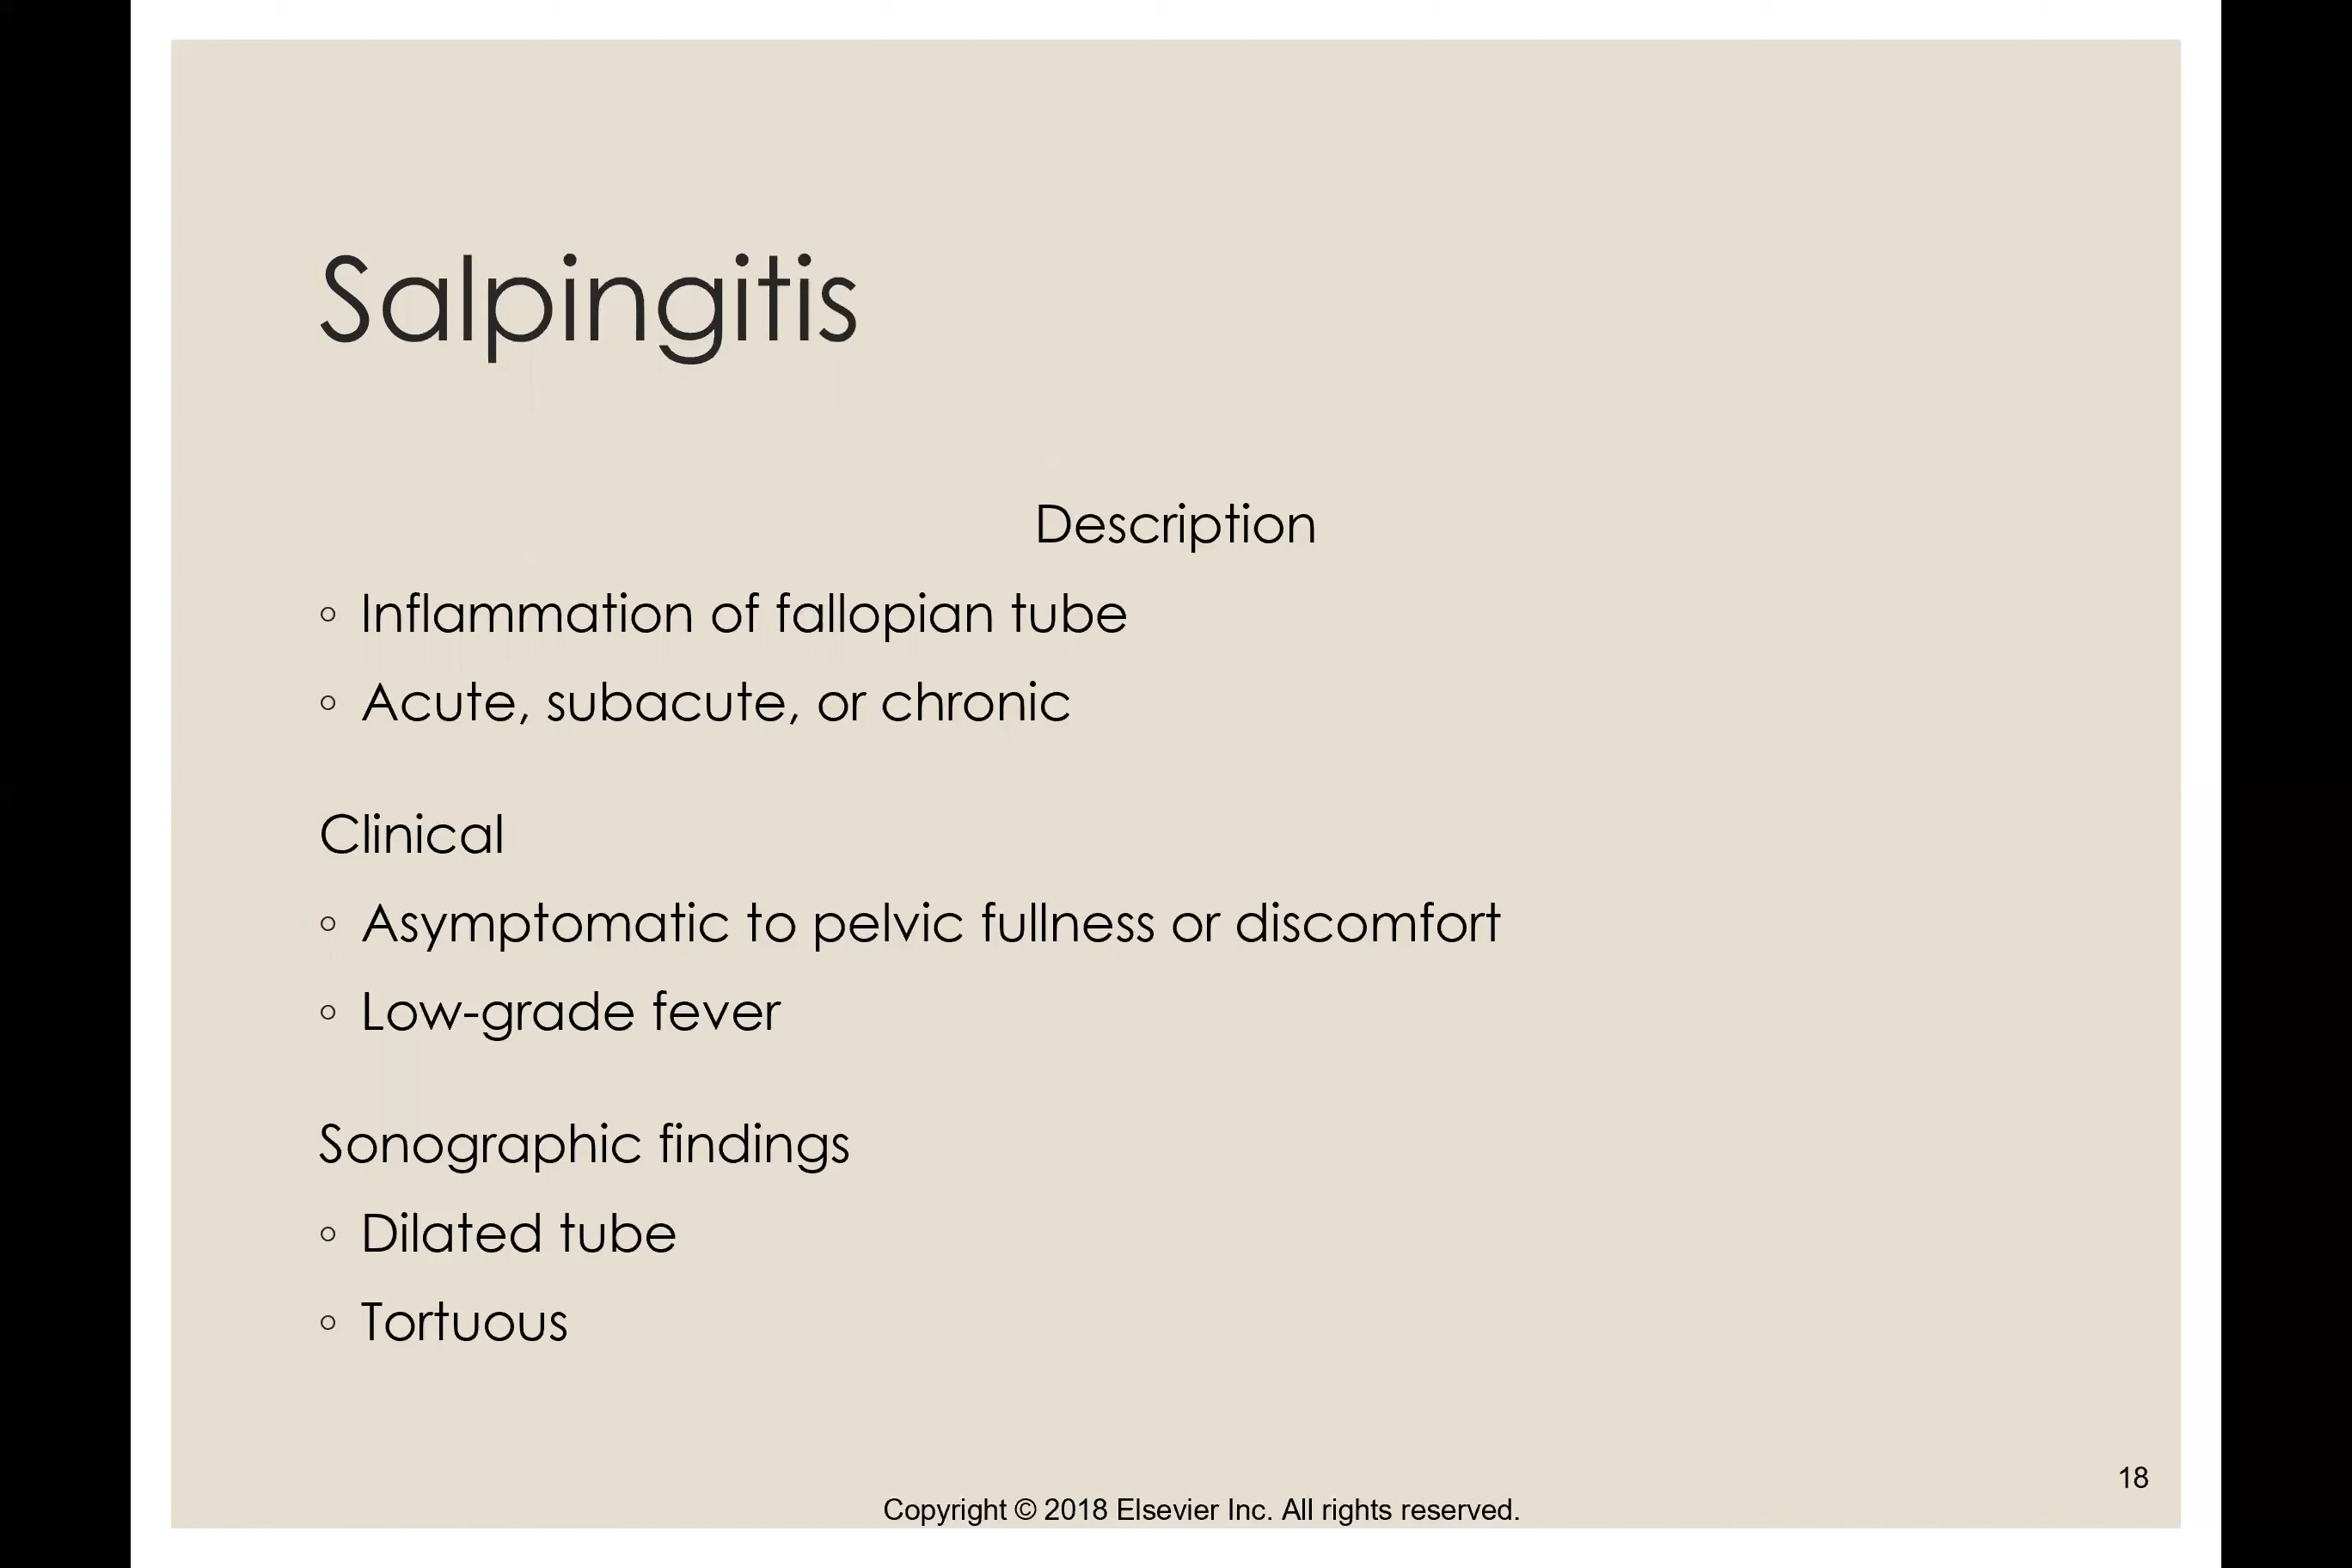 Salpingitis
Description
◦ Inflammation of fallopian tube
◦ Acute, subacute, or chronic
Clinical
◦ Asymptomatic to pelvic fullness or discomfort
◦ Low-grade fever
Sonographic findings
◦ Dilated tube
◦ Tortuous
18
Copyright © 2018 Elsevier Inc. All rights reserved.